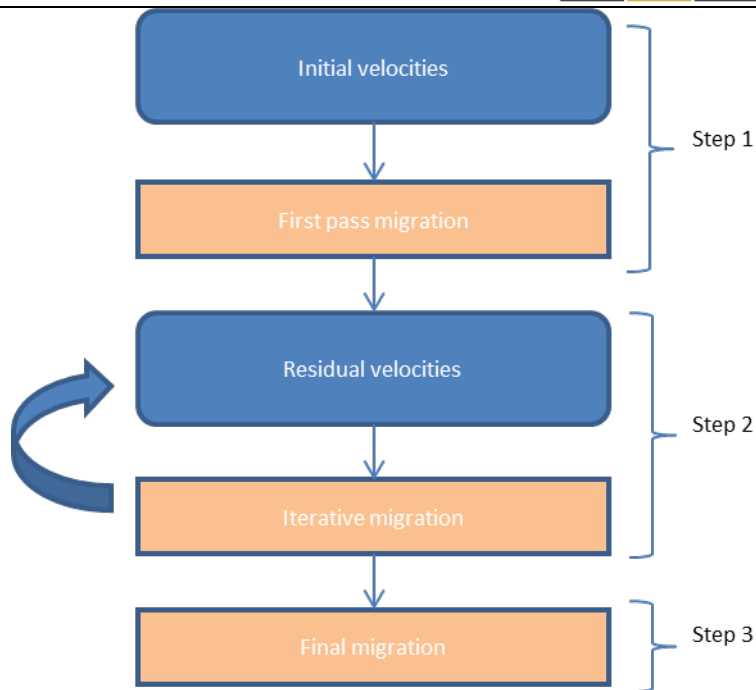 Initial velocities
Step 1
First pass migration
Residual velocities
Step 2
Iterative migration
Final migration
Step 3